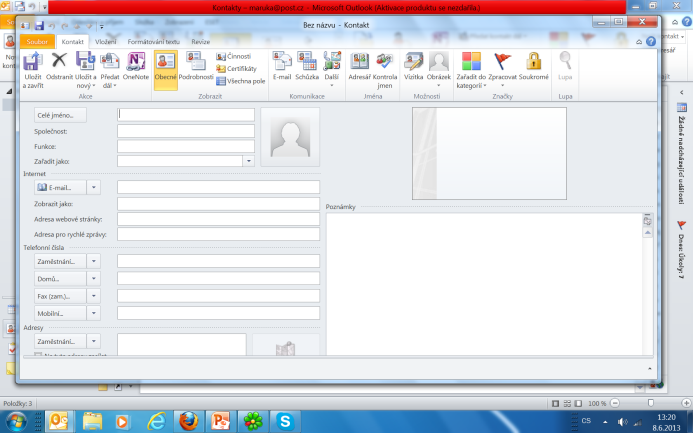 Kontakty - maruka@post.cz - Microsoft Outlook (Aktivace produktu se nezdařila.)
Bez názvu - Kontakt
Soubor Kontakt Vložení Formátování textu Revize
Uložit a zavřít
Odstranit
Uložit a nový
Předat dál
OneNote
Akce
Obecné
Podrobnosti
Činnosti
Certifikáty
Všechna pole
Zobrazit
E-mail
Schůzka
Další
Komunikace
Adresář
Kontrola jmen
Jména
Vizitka
Obrázek
Možnosti
Zařadit do kategorií
Zpracovat
Soukromé
Značky
Lupa
Lupa
Celé jméno...
Společnost:
Funkce:
Zařadit jako:
Internet
E-mail...
Zobrazit jako:
Adresa webové stránky:
Adresa pro rychlé zprávy:
Telefonní čísla
Zaměstnání...
Domů...
Fax (zam.)...
Mobilní...
Adresy
Zaměstnání...
Poznámky
Žádné nadcházející události
Dnes: Úkoly: 7
Položky: 3
100 %
CS
13:20
8.6.2013